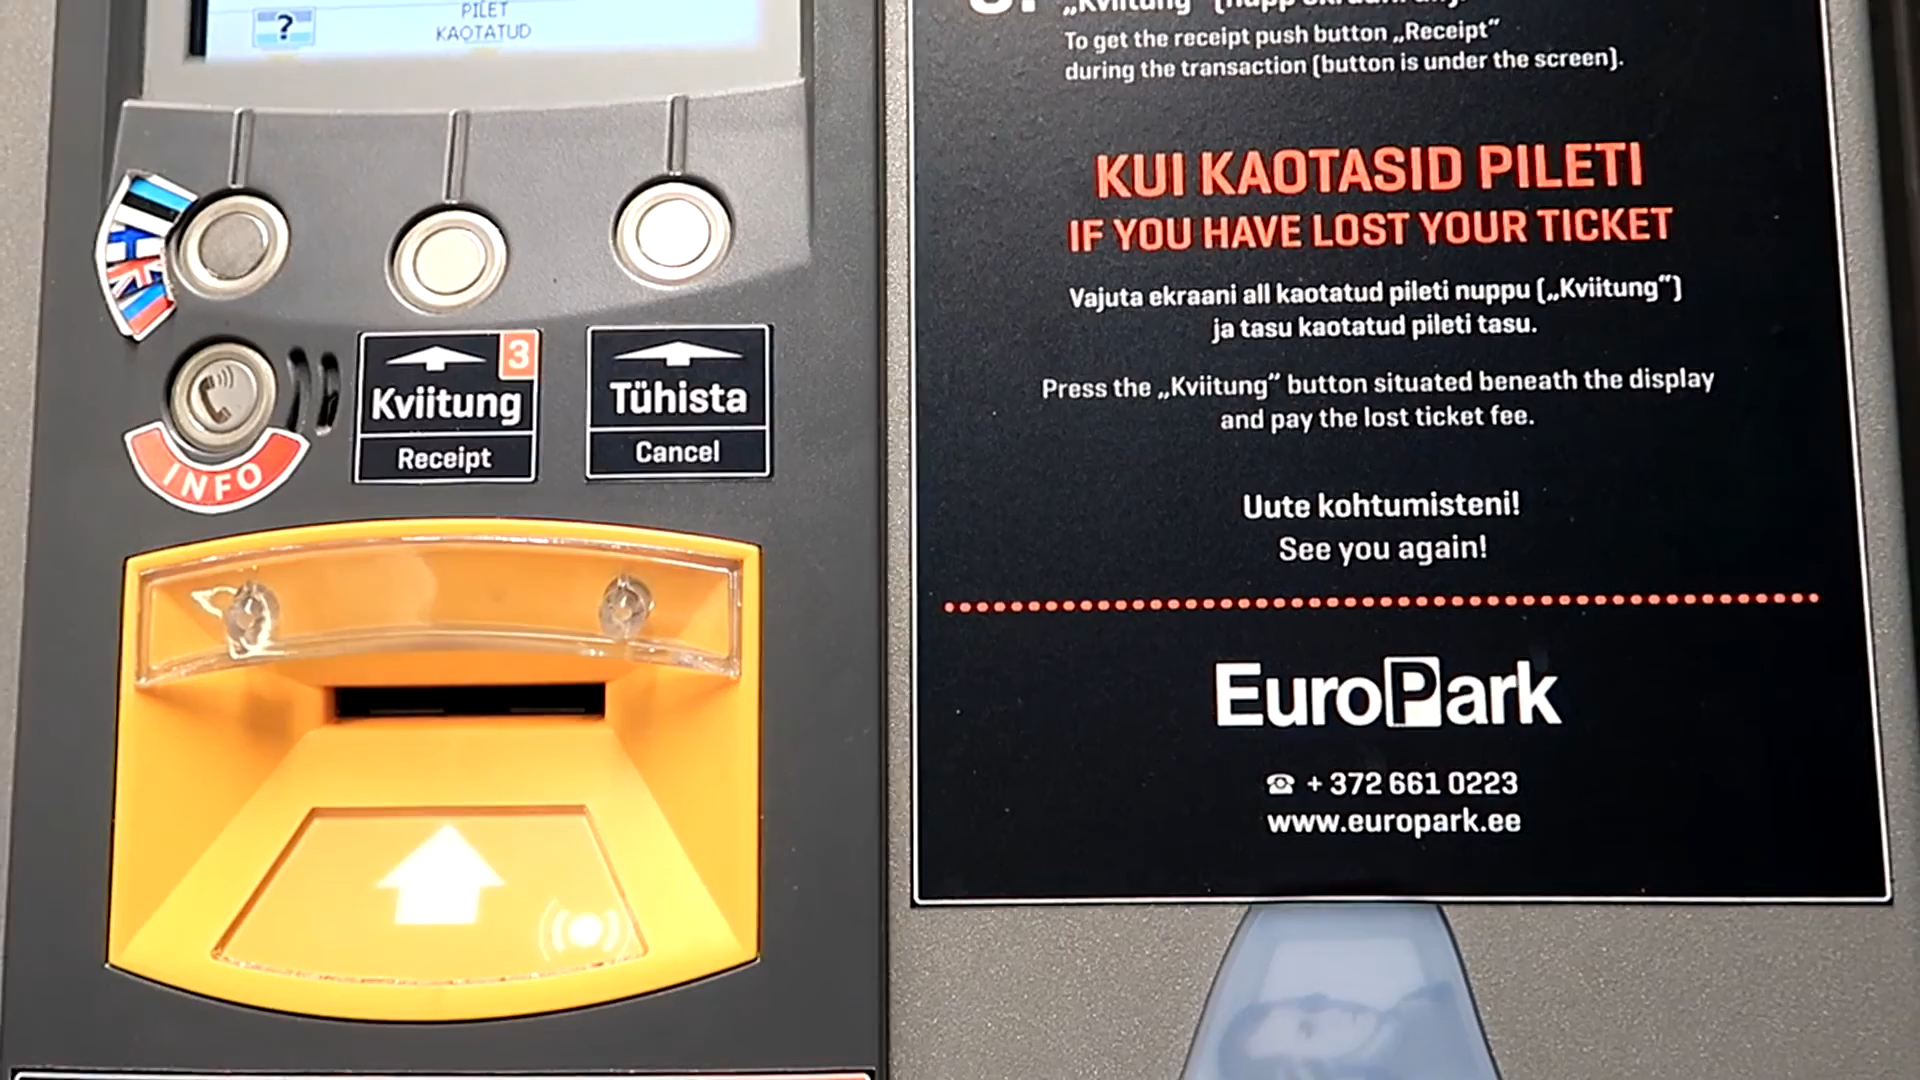 ?
PILET
KAOTATUD
3
Kviitung
Receipt
Tühista
Cancel
INFO
To get the receipt push button „Receipt“
during the transaction (button is under the screen).
KUI KAOTASID PILETI
IF YOU HAVE LOST YOUR TICKET
Vajuta ekraani all kaotatud pileti nuppu („Kviitung“)
ja tasu kaotatud pileti tasu.
Press the „Kviitung“ button situated beneath the display
and pay the lost ticket fee.
Uute kohtumisteni!
See you again!
EuroPark
☎ + 372 661 0223
www.europark.ee